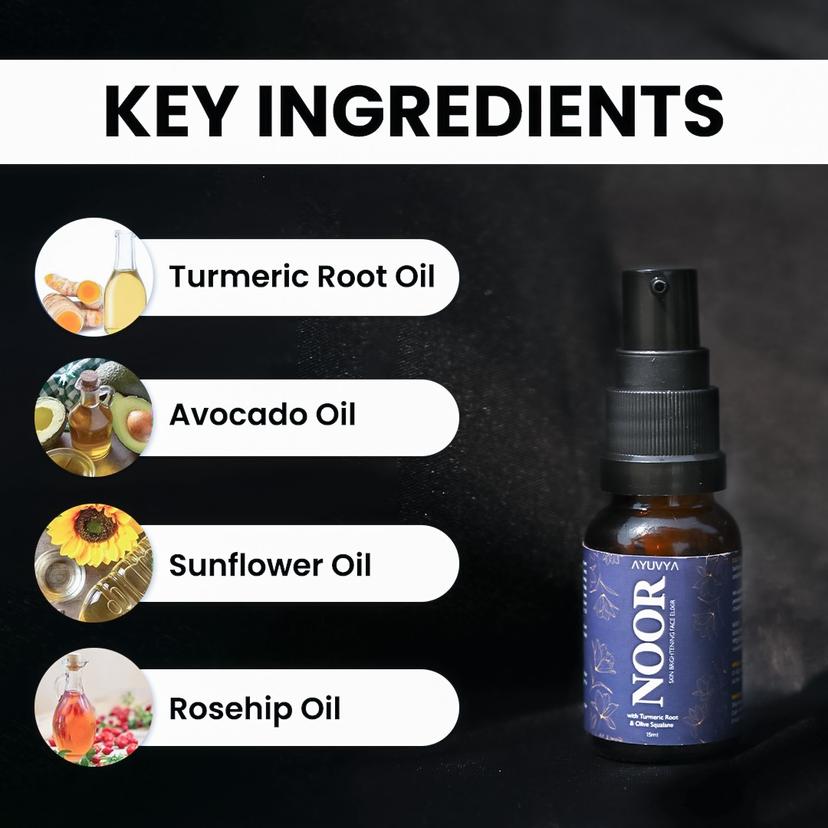 KEY INGREDIENTS
Turmeric Root Oil
Avocado Oil
Sunflower Oil
Rosehip Oil
AYUVYA
NOOR
SKIN BRIGHTENING FACE ELIXIR
with Turmeric Root
& Olive Squalane
15ml